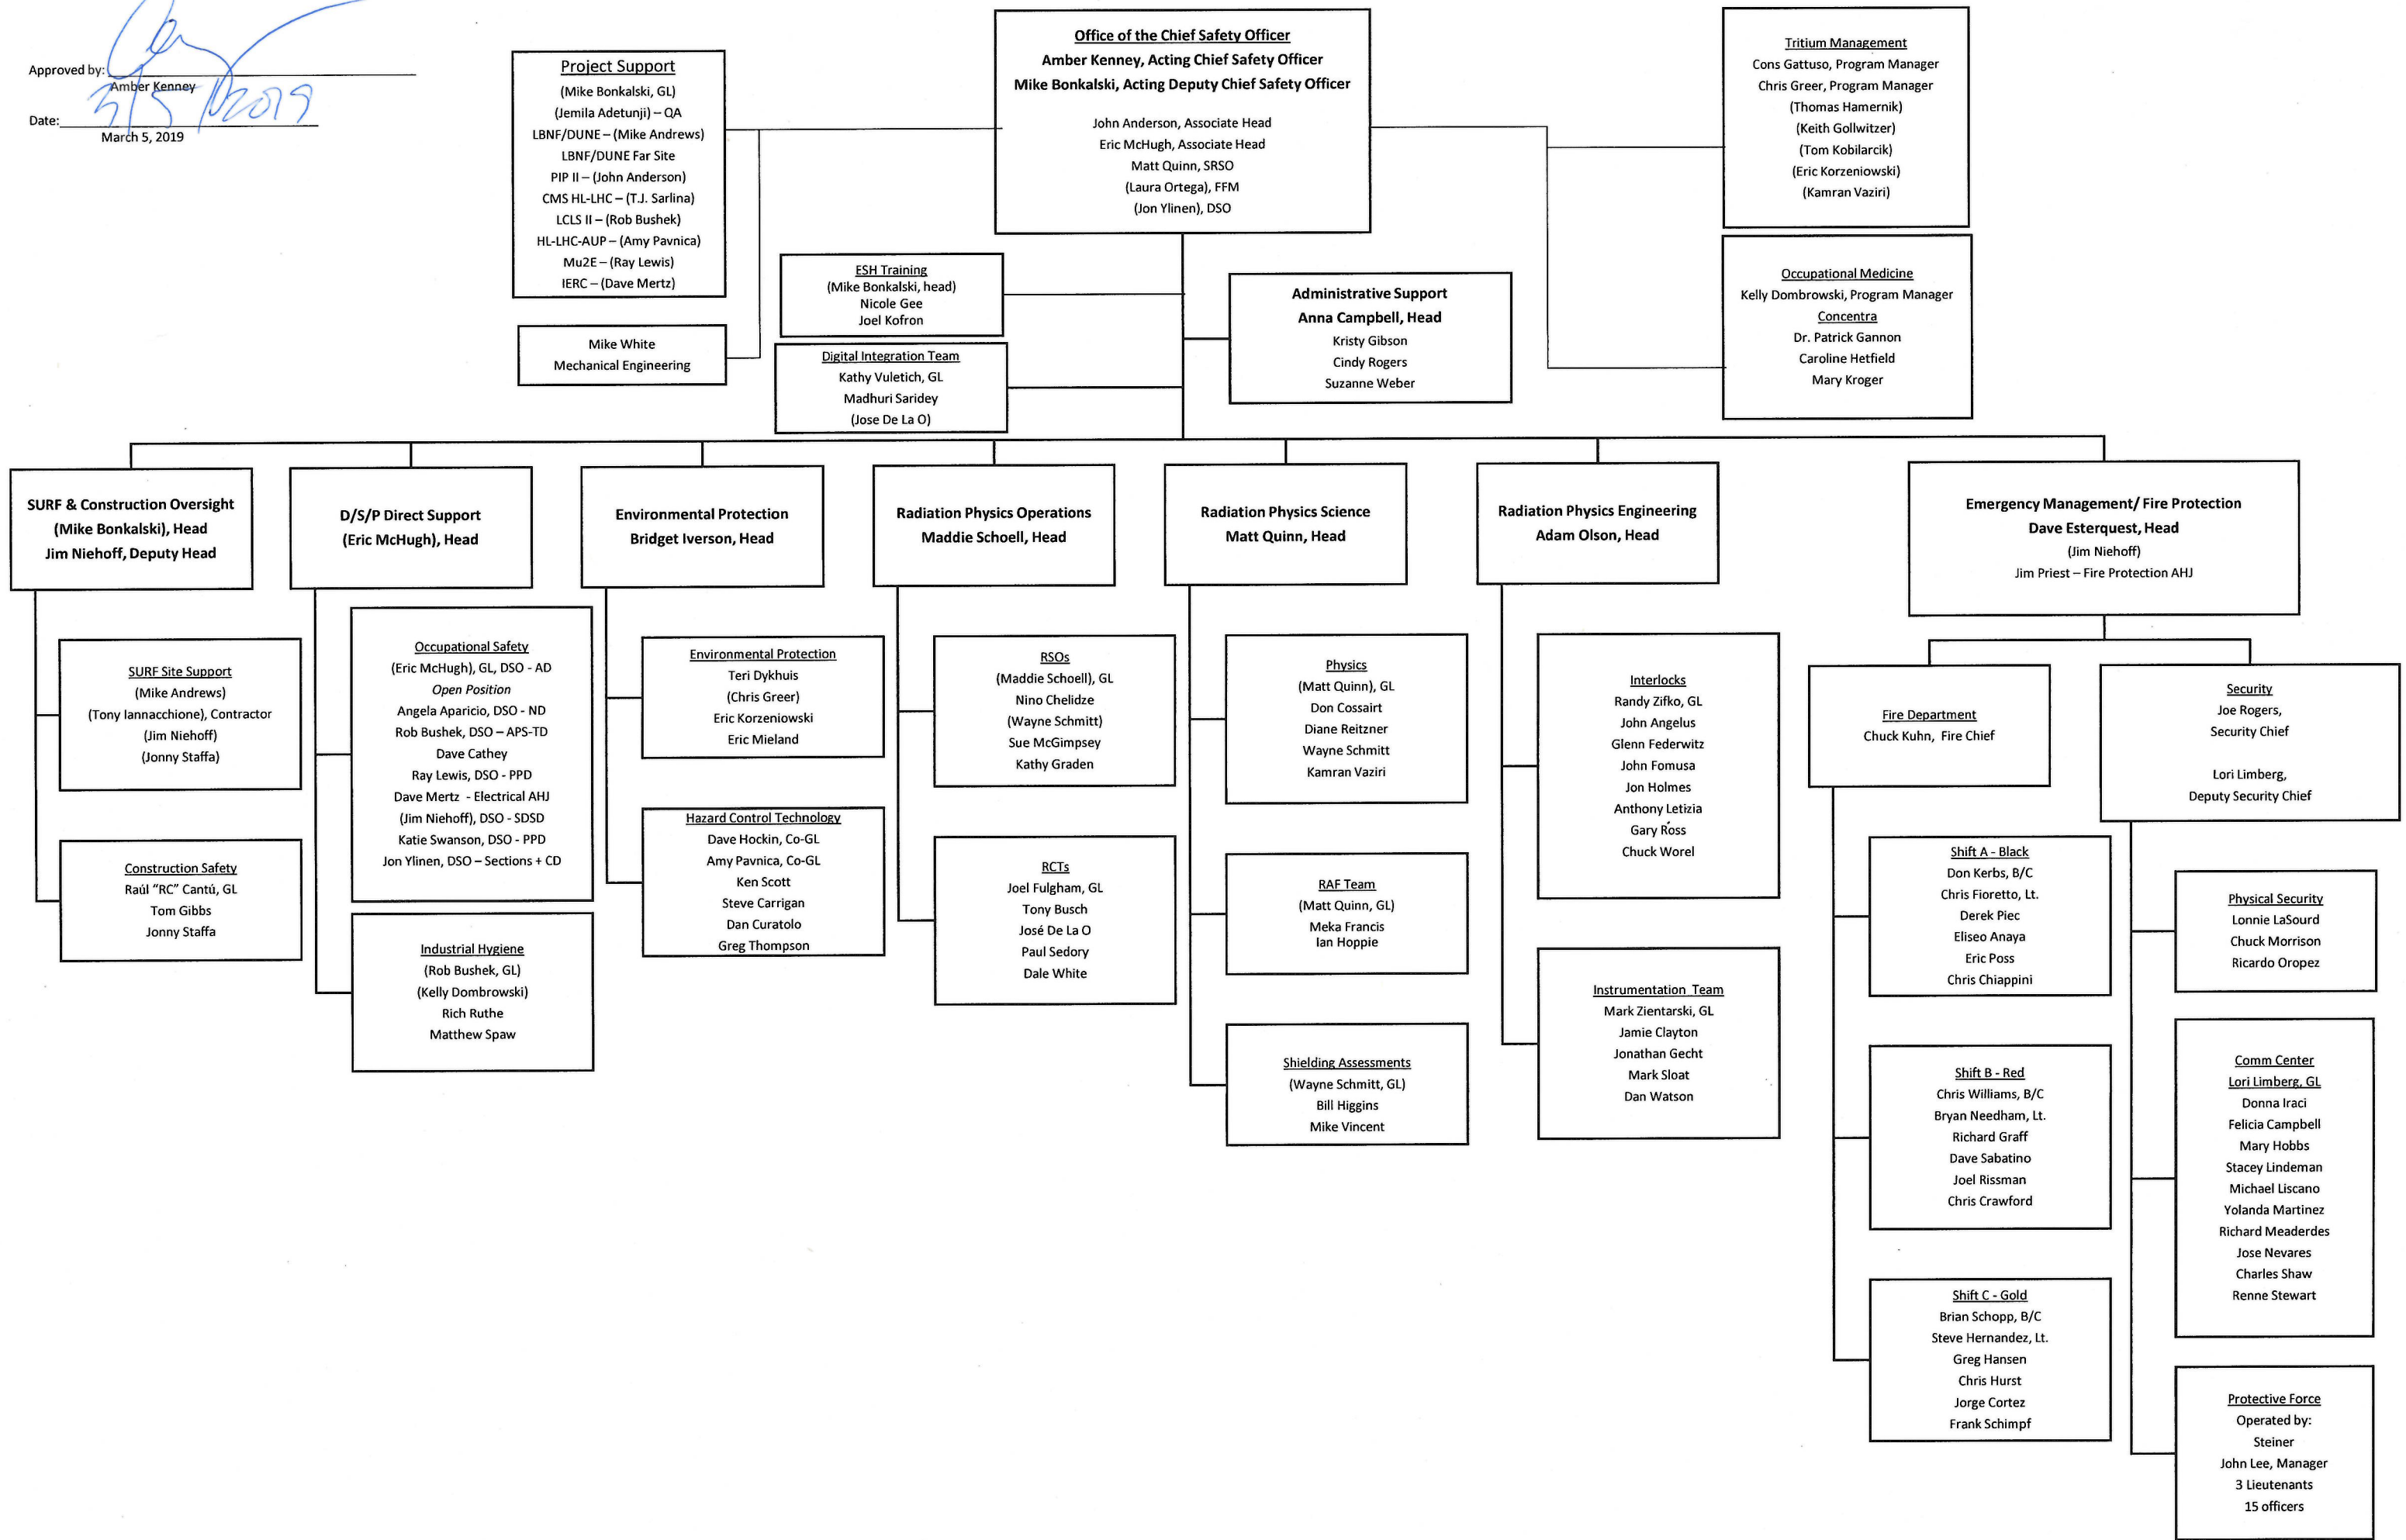 Approved by:
Amber Kenney
Date: 3/5/2019
March 5, 2019
Project Support
(Mike Bonkalski, GL)
(Jemila Adetunji) – QA
LBNF/DUNE – (Mike Andrews)
LBNF/DUNE Far Site
PIP II – (John Anderson)
CMS HL-LHC – (T.J. Sarlina)
LCLS II – (Rob Bushek)
HL-LHC-AUP – (Amy Pavnica)
Mu2E – (Ray Lewis)
IERC – (Dave Mertz)
Mike White
Mechanical Engineering
Office of the Chief Safety Officer
Amber Kenney, Acting Chief Safety Officer
Mike Bonkalski, Acting Deputy Chief Safety Officer
John Anderson, Associate Head
Eric McHugh, Associate Head
Matt Quinn, SRSO
(Laura Ortega), FFM
(Jon Ylinen), DSO
Tritium Management
Cons Gattuso, Program Manager
Chris Greer, Program Manager
(Thomas Hamernik)
(Keith Gollwitzer)
(Tom Kobilarcik)
(Eric Korzeniowski)
(Kamran Vaziri)
ESH Training
(Mike Bonkalski, head)
Nicole Gee
Joel Kofron
Digital Integration Team
Kathy Vuletich, GL
Madhuri Saridey
(Jose De La O)
Administrative Support
Anna Campbell, Head
Kristy Gibson
Cindy Rogers
Suzanne Weber
Occupational Medicine
Kelly Dombrowski, Program Manager
Concentra
Dr. Patrick Gannon
Caroline Hetfield
Mary Kroger
SURF & Construction Oversight
(Mike Bonkalski), Head
Jim Niehoff, Deputy Head
SURF Site Support
(Mike Andrews)
(Tony Iannacchione), Contractor
(Jim Niehoff)
(Jonny Staffa)
Construction Safety
Raúl "RC" Cantú, GL
Tom Gibbs
Jonny Staffa
D/S/P Direct Support
(Eric McHugh), Head
Occupational Safety
(Eric McHugh), GL, DSO - AD
Open Position
Angela Aparicio, DSO - ND
Rob Bushek, DSO – APS-TD
Dave Cathey
Ray Lewis, DSO - PPD
Dave Mertz - Electrical AHJ
(Jim Niehoff), DSO - SDSD
Katie Swanson, DSO - PPD
Jon Ylinen, DSO – Sections + CD
Industrial Hygiene
(Rob Bushek, GL)
(Kelly Dombrowski)
Rich Ruthe
Matthew Spaw
Environmental Protection
Bridget Iverson, Head
Environmental Protection
Teri Dykhuis
(Chris Greer)
Eric Korzeniowski
Eric Mieland
Hazard Control Technology
Dave Hockin, Co-GL
Amy Pavnica, Co-GL
Ken Scott
Steve Carrigan
Dan Curatolo
Greg Thompson
Radiation Physics Operations
Maddie Schoell, Head
RSOs
(Maddie Schoell), GL
Nino Chelidze
(Wayne Schmitt)
Sue McGimpsey
Kathy Graden
RCTs
Joel Fulgham, GL
Tony Busch
José De La O
Paul Sedory
Dale White
Radiation Physics Science
Matt Quinn, Head
Physics
(Matt Quinn), GL
Don Cossairt
Diane Reitzner
Wayne Schmitt
Kamran Vaziri
RAF Team
(Matt Quinn, GL)
Meka Francis
Ian Hoppie
Shielding Assessments
(Wayne Schmitt, GL)
Bill Higgins
Mike Vincent
Radiation Physics Engineering
Adam Olson, Head
Interlocks
Randy Zifko, GL
John Angelus
Glenn Federwitz
John Fomusa
Jon Holmes
Anthony Letizia
Gary Ross
Chuck Worel
Instrumentation Team
Mark Zientarski, GL
Jamie Clayton
Jonathan Gecht
Mark Sloat
Dan Watson
Emergency Management/ Fire Protection
Dave Esterquest, Head
(Jim Niehoff)
Jim Priest – Fire Protection AHJ
Fire Department
Chuck Kuhn, Fire Chief
Shift A - Black
Don Kerbs, B/C
Chris Fioretto, Lt.
Derek Piec
Eliseo Anaya
Eric Poss
Chris Chiappini
Shift B - Red
Chris Williams, B/C
Bryan Needham, Lt.
Richard Graff
Dave Sabatino
Joel Rissman
Chris Crawford
Shift C - Gold
Brian Schopp, B/C
Steve Hernandez, Lt.
Greg Hansen
Chris Hurst
Jorge Cortez
Frank Schimpf
Security
Joe Rogers,
Security Chief
Lori Limberg,
Deputy Security Chief
Physical Security
Lonnie LaSourd
Chuck Morrison
Ricardo Oropez
Comm Center
Lori Limberg, GL
Donna Iraci
Felicia Campbell
Mary Hobbs
Stacey Lindeman
Michael Liscano
Yolanda Martinez
Richard Meaderdes
Jose Nevares
Charles Shaw
Renne Stewart
Protective Force
Operated by:
Steiner
John Lee, Manager
3 Lieutenants
15 officers